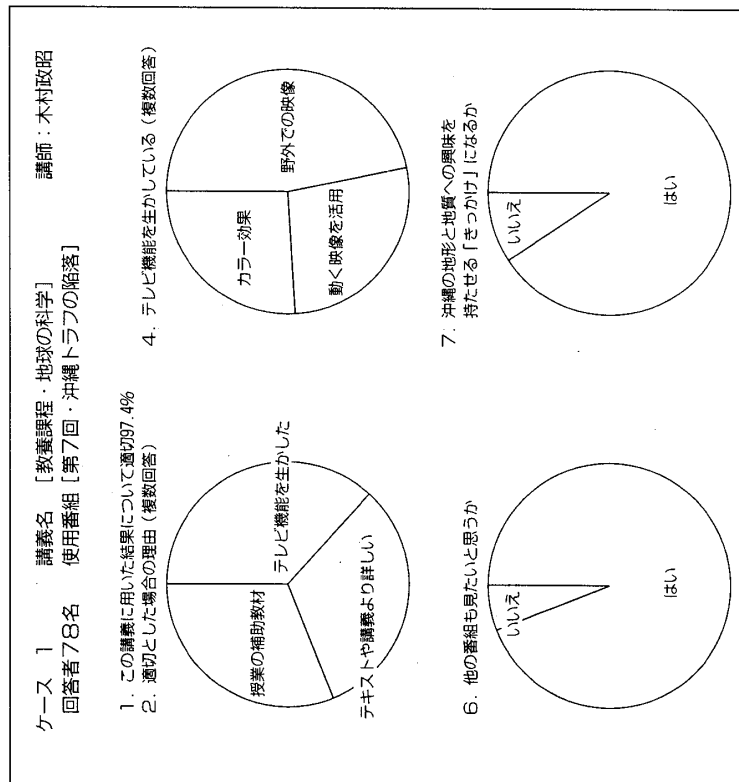 ケース 1　講義名　[教養課程・地球の科学]　講師：木村政昭
回答者78名　使用番組 [第7回・沖縄トラフの陥落]
1. この講義に用いた結果について適切97.4%
2. 適切とした場合の理由（複数回答）
テレビ機能を生かした
テキストや講義より詳しい
授業の補助教材
4. テレビ機能を生かしている（複数回答）
野外での映像
動く映像を活用
カラー効果
6. 他の番組も見たいと思うか
いいえ
はい
7. 沖縄の地形と地質への興味を
持たせる「きっかけ」になるか
いいえ
はい